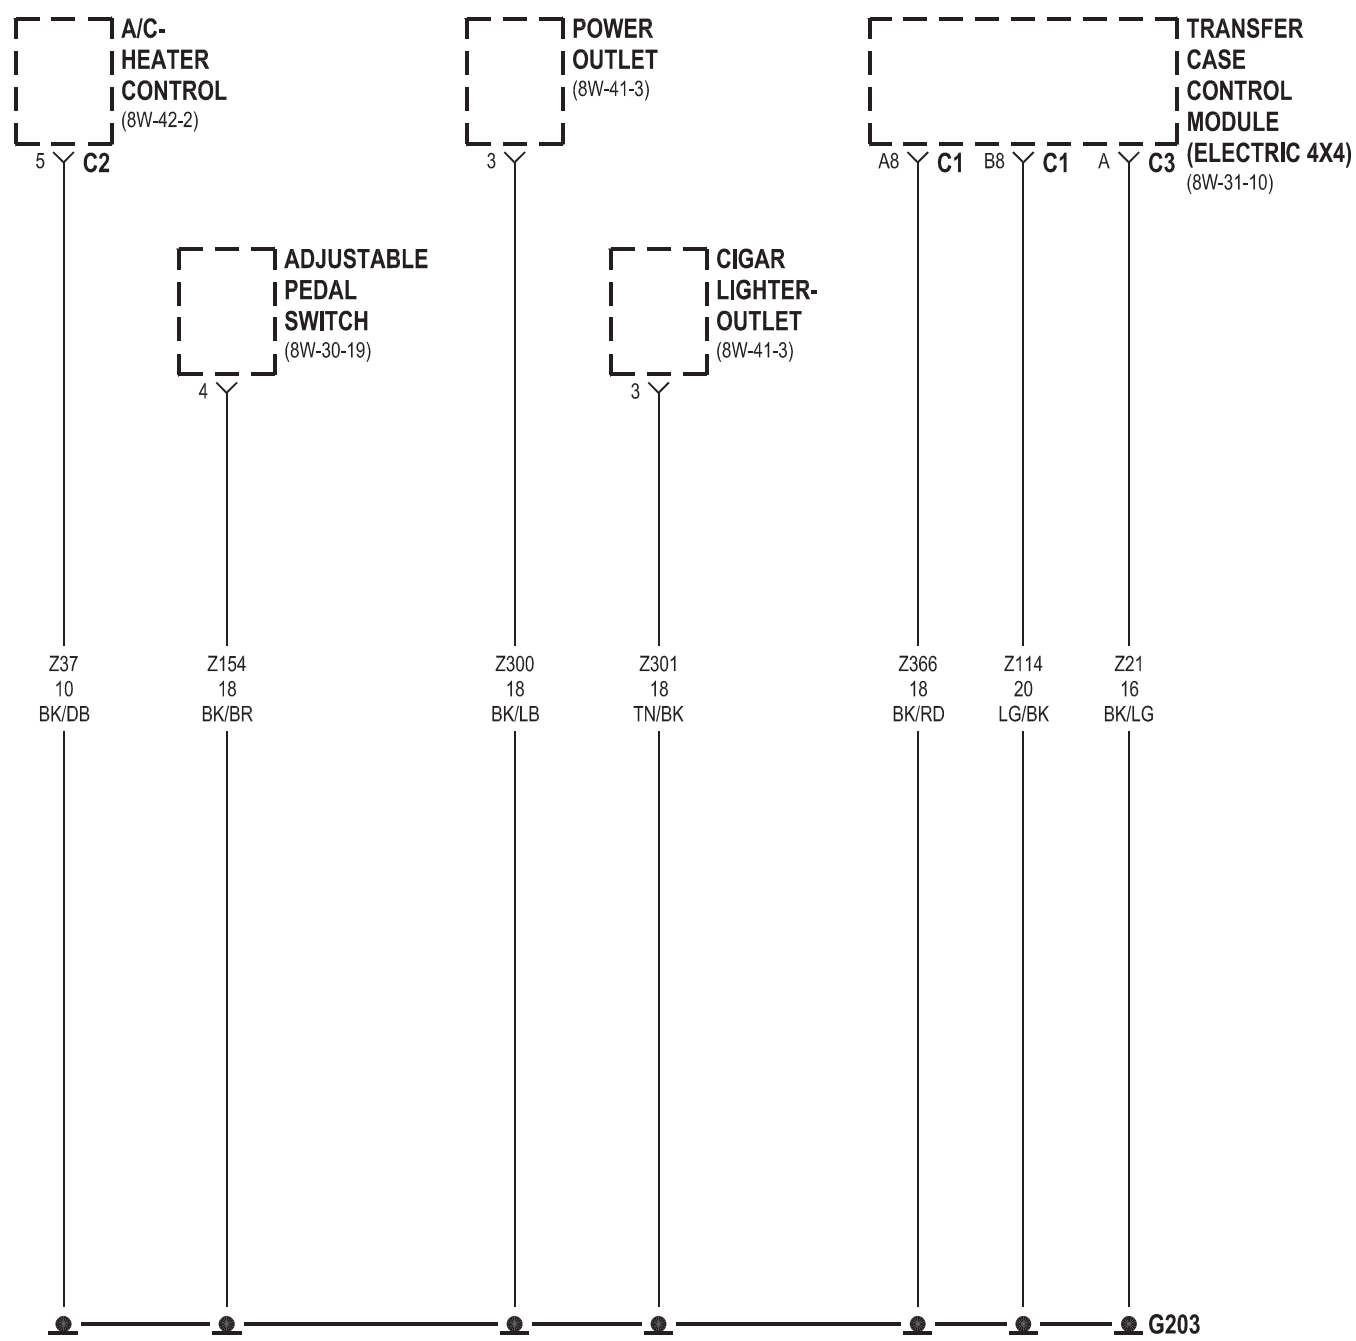 A/C-
HEATER
CONTROL
(8W-42-2)
5
C2
POWER
OUTLET
(8W-41-3)
3
TRANSFER
CASE
CONTROL
MODULE
(ELECTRIC 4X4)
(8W-31-10)
A8
C1
B8
C1
A
C3
ADJUSTABLE
PEDAL
SWITCH
(8W-30-19)
4
CIGAR
LIGHTER-
OUTLET
(8W-41-3)
3
Z37
10
BK/DB
Z154
18
BK/BR
Z300
18
BK/LB
Z301
18
TN/BK
Z366
18
BK/RD
Z114
20
LG/BK
Z21
16
BK/LG
G203